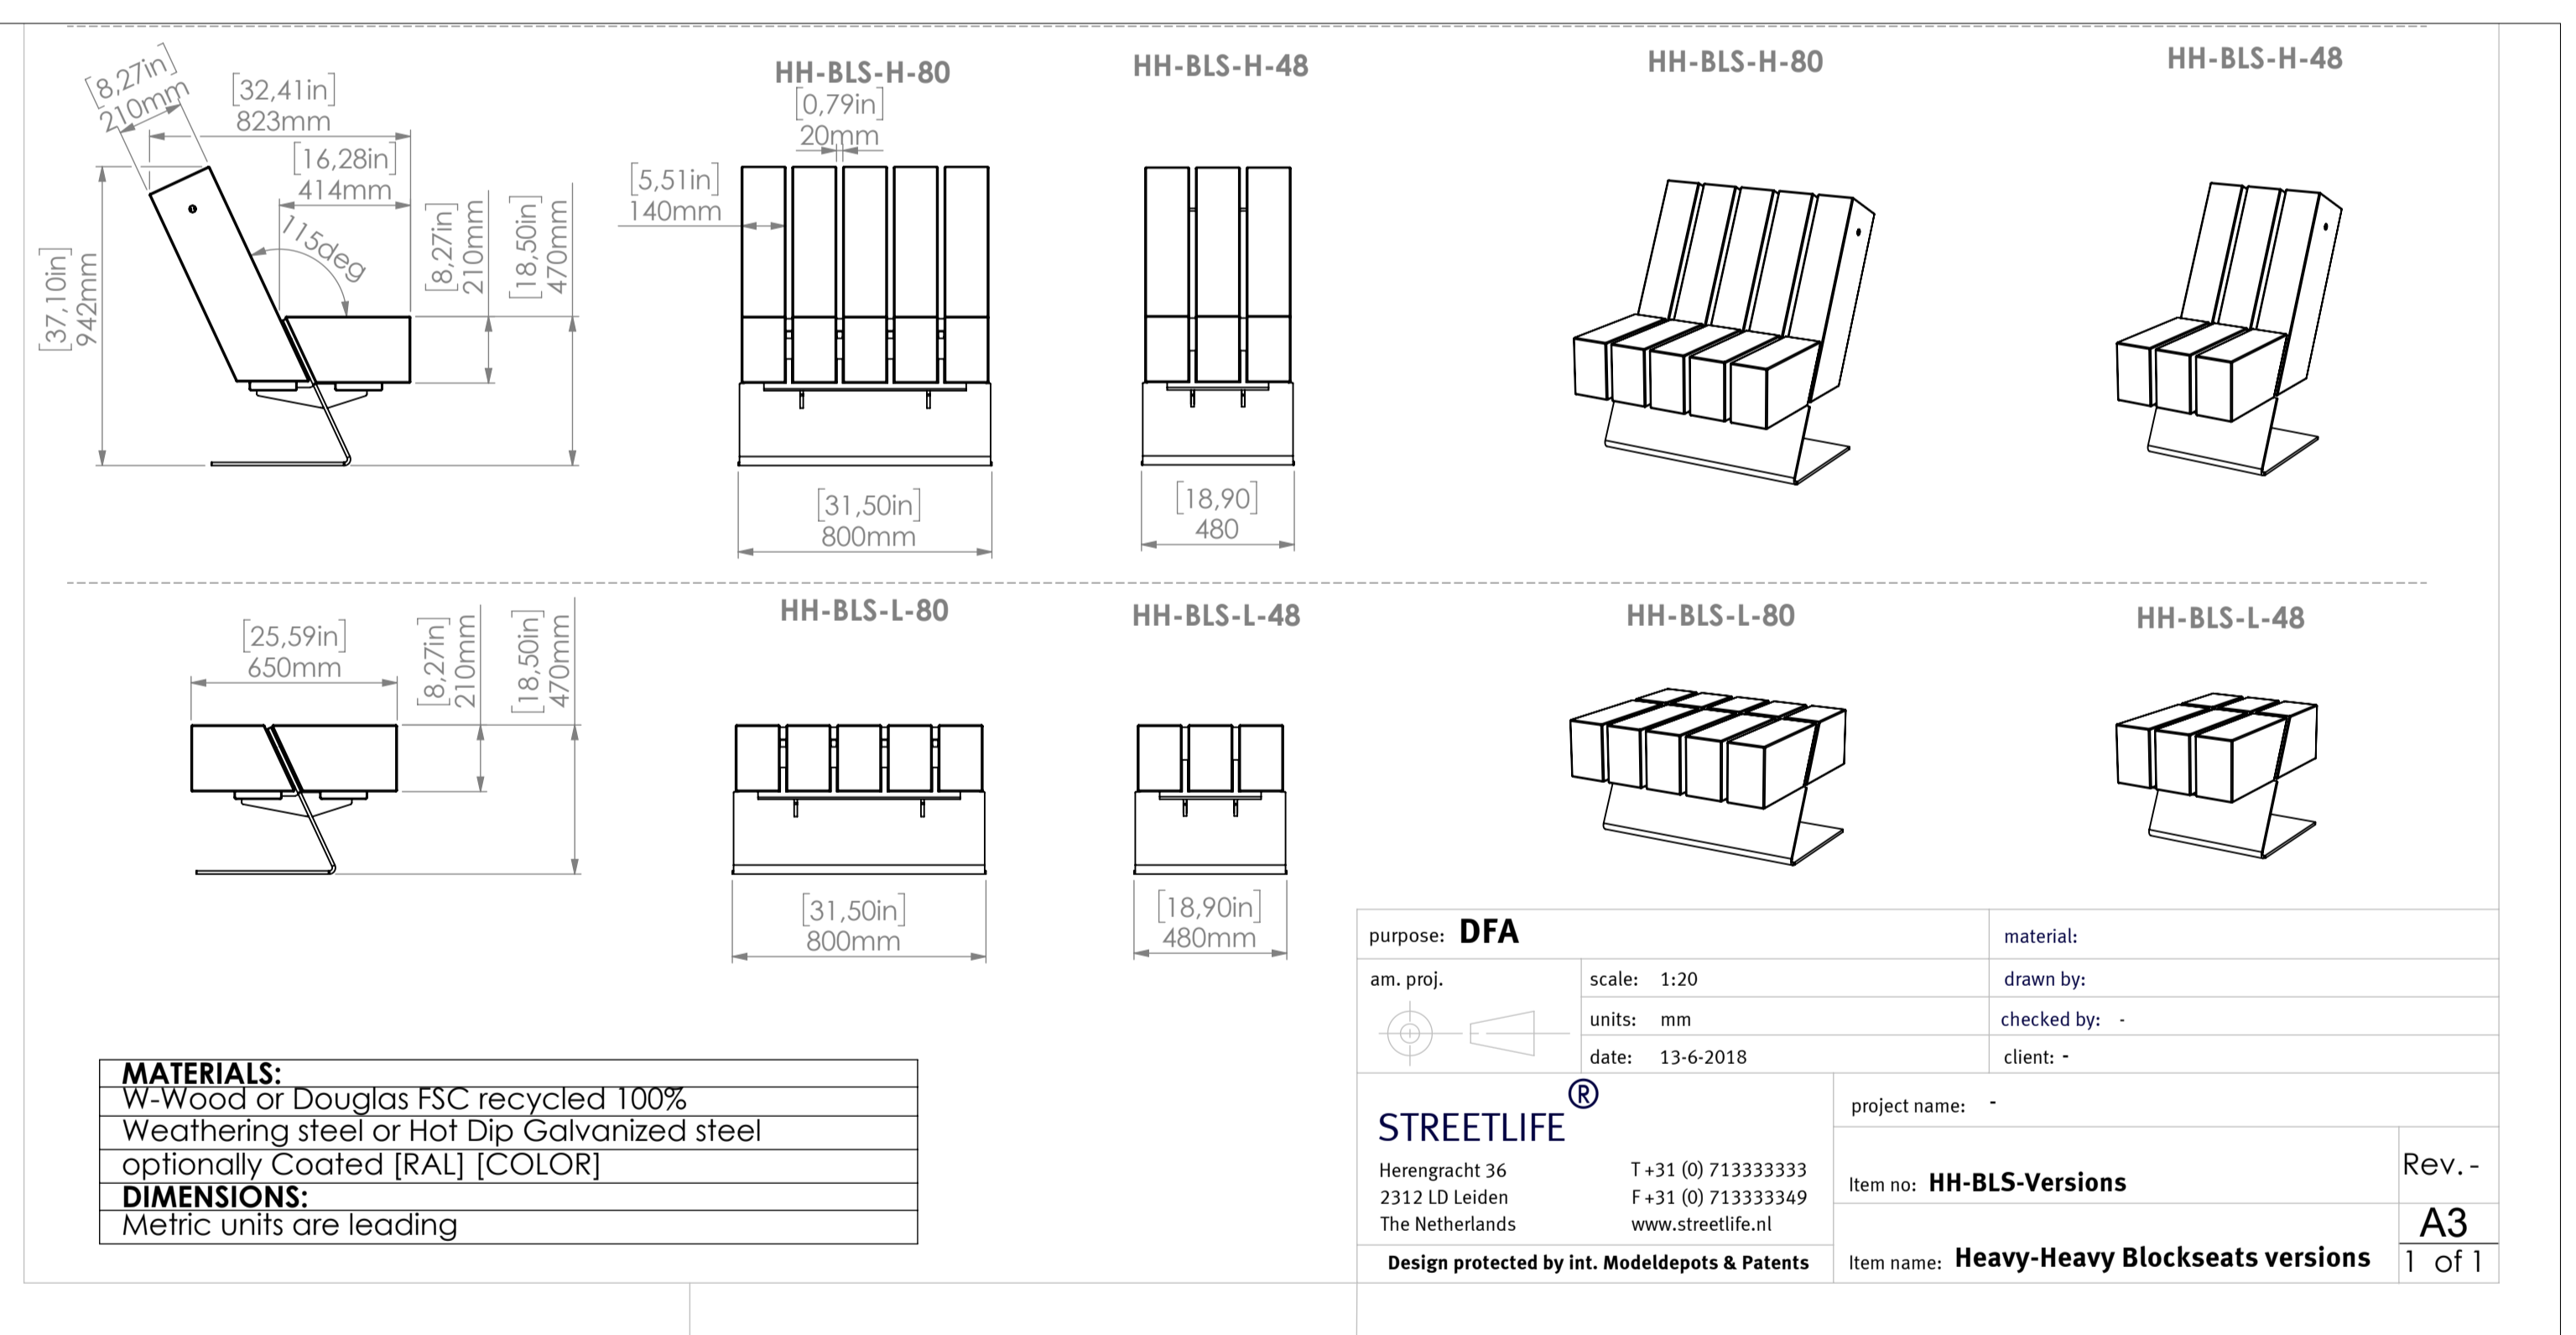 HH-BLS-H-80
HH-BLS-H-48
HH-BLS-H-80
HH-BLS-H-48
[8,27in]
210mm
[32,41in]
823mm
[16,28in]
414mm
115deg
[37,10in]
942mm
[8,27in]
210mm
[18,50in]
470mm
[0,79in]
20mm
[5,51in]
140mm
[31,50in]
800mm
[18,90]
480
HH-BLS-L-80
HH-BLS-L-48
HH-BLS-L-80
HH-BLS-L-48
[25,59in]
650mm
[8,27in]
210mm
[18,50in]
470mm
[31,50in]
800mm
[18,90in]
480mm
MATERIALS:
W-Wood or Douglas FSC recycled 100%
Weathering steel or Hot Dip Galvanized steel
optionally Coated [RAL] [COLOR]
DIMENSIONS:
Metric units are leading
purpose: DFA
material:
am. proj.
scale: 1:20
drawn by:
units: mm
checked by: -
date: 13-6-2018
client: -
STREETLIFE®
Herengracht 36
2312 LD Leiden
The Netherlands
T +31 (0) 713333333
F +31 (0) 713333349
www.streetlife.nl
Design protected by int. Modeldepots & Patents
project name: -
Item no: HH-BLS-Versions
Rev. -
Item name: Heavy-Heavy Blockseats versions
A3
1 of 1